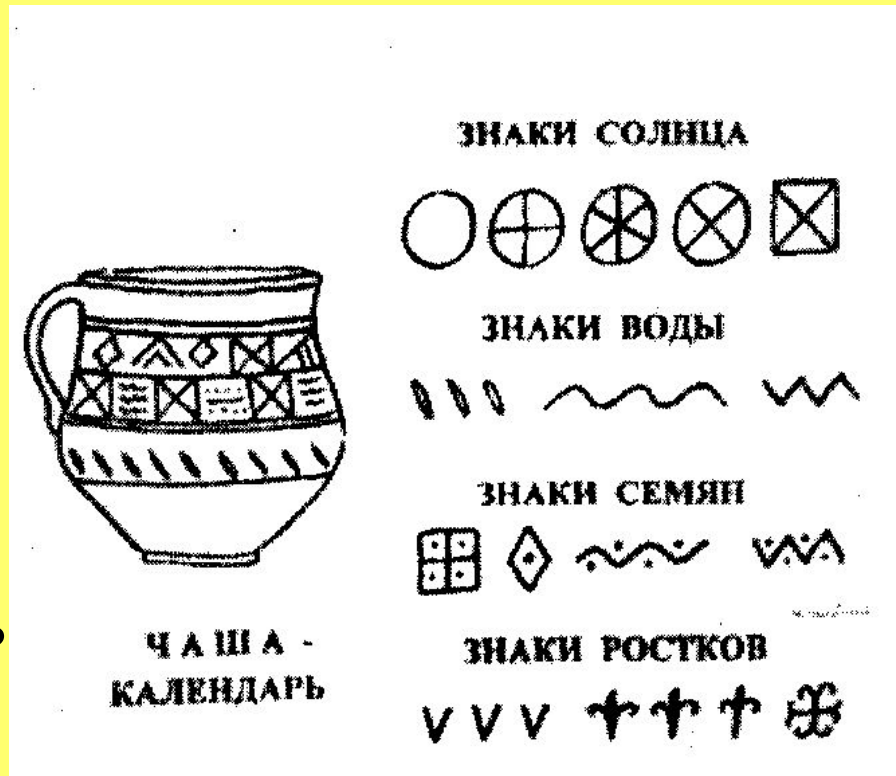 ЗНАКИ СОЛНЦА
ЗНАКИ ВОДЫ
ЗНАКИ СЕМЯН
ЧАША -
КАЛЕНДАРЬ
ЗНАКИ РОСТКОВ